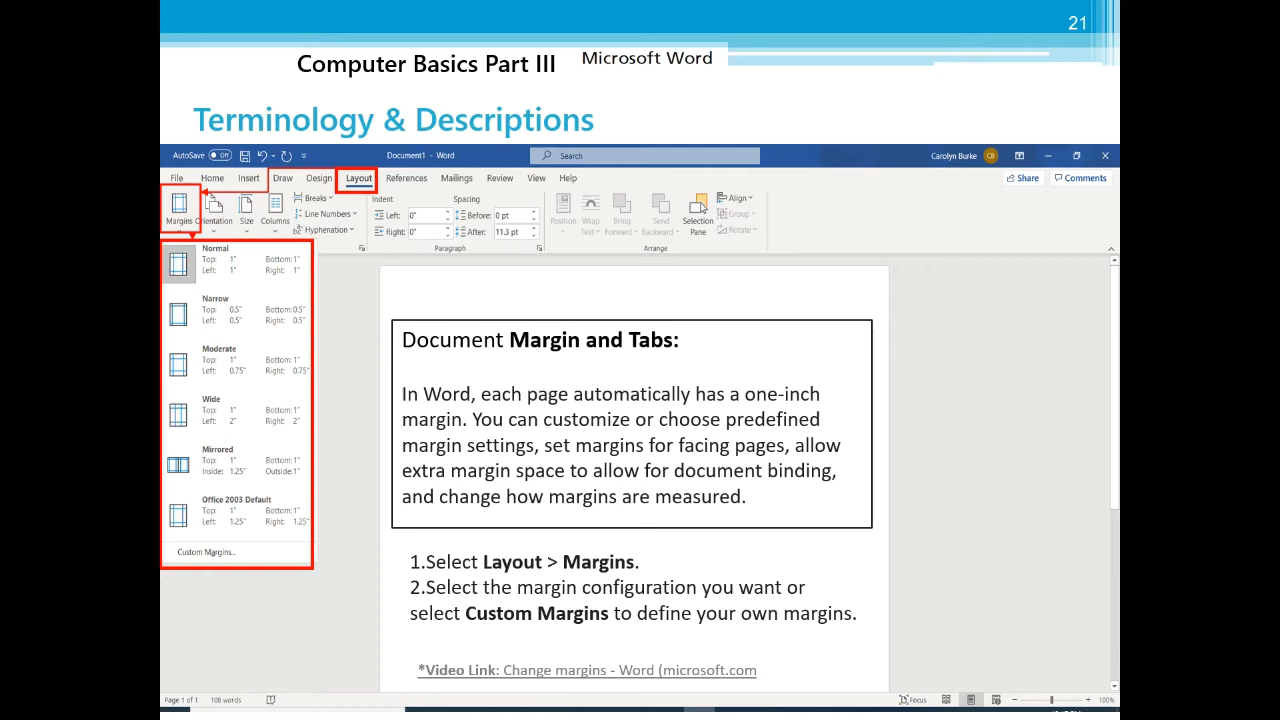 21
Computer Basics Part III Microsoft Word
Terminology & Descriptions
AutoSave Off Document1 - Word Search Carolyn Burke CB
File Home Insert Draw Design Layout References Mailings Review View Help Share Comments
Margins Orientation Size Columns
Breaks
Line Numbers
Hyphenation
Indent Spacing
Left: 0" Before: 0 pt
Right: 0" After: 11.3 pt
Paragraph
Position Wrap Text Bring Forward Send Backward Selection Pane
Align
Group
Rotate
Arrange
Normal
Top: 1" Bottom: 1"
Left: 1" Right: 1"
Narrow
Top: 0.5" Bottom: 0.5"
Left: 0.5" Right: 0.5"
Moderate
Top: 1" Bottom: 1"
Left: 0.75" Right: 0.75"
Wide
Top: 1" Bottom: 1"
Left: 2" Right: 2"
Mirrored
Top: 1" Bottom: 1"
Inside: 1.25" Outside: 1"
Office 2003 Default
Top: 1" Bottom: 1"
Left: 1.25" Right: 1.25"
Custom Margins...
Document Margin and Tabs:
In Word, each page automatically has a one-inch
margin. You can customize or choose predefined
margin settings, set margins for facing pages, allow
extra margin space to allow for document binding,
and change how margins are measured.
1.Select Layout > Margins.
2.Select the margin configuration you want or
select Custom Margins to define your own margins.
*Video Link: Change margins - Word (microsoft.com
Page 1 of 1 108 words Focus 100%